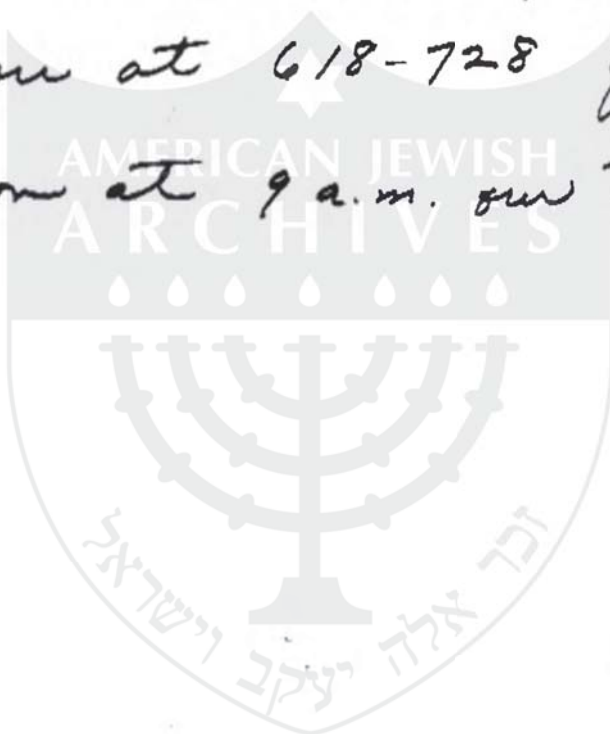 at 618-728
at 9 a.m. our
AMERICAN JEWISH
ARCHIVES
זכר אלה יעקב וישראל